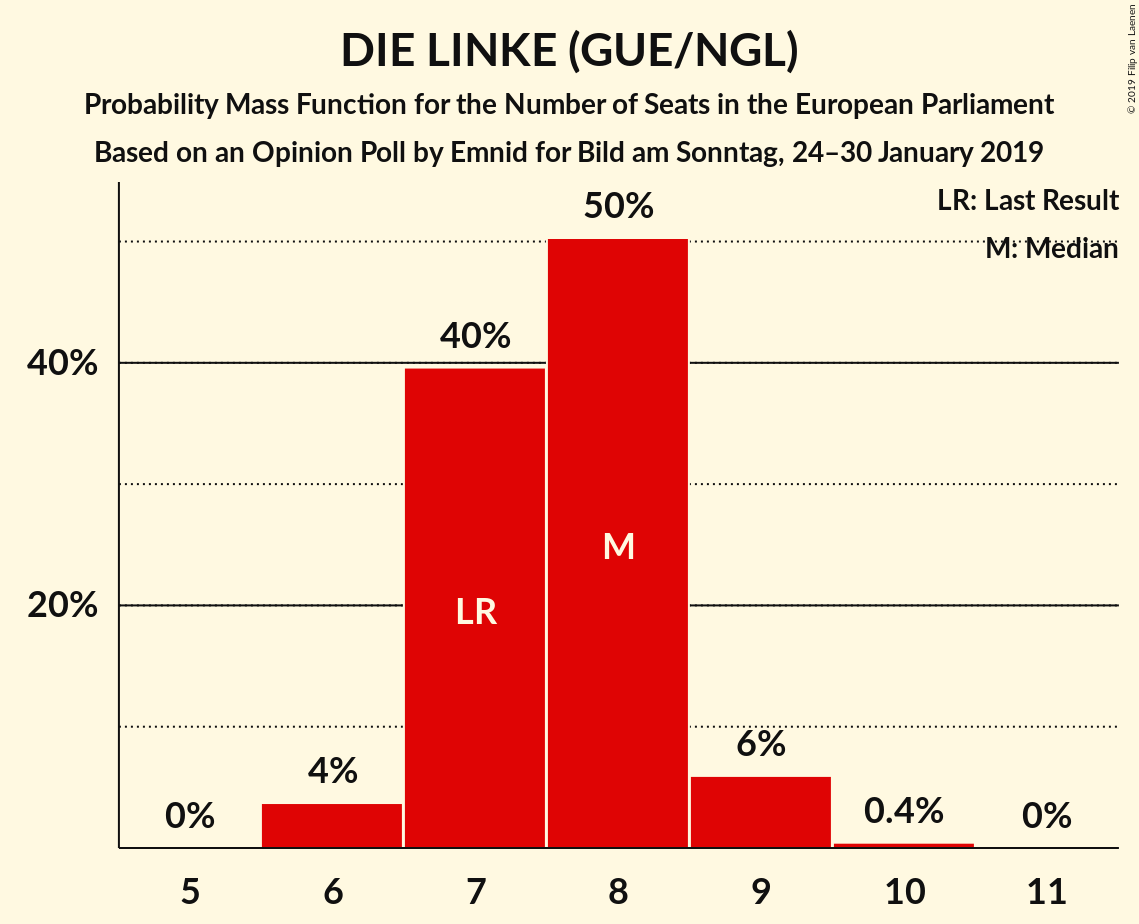 DIE LINKE (GUE/NGL)
Probability Mass Function for the Number of Seats in the European Parliament
Based on an Opinion Poll by Emnid for Bild am Sonntag, 24–30 January 2019
© 2019 Filip van Laenen
LR: Last Result
M: Median
50%
40%
40%
M
LR
20%
6%
4%
0%
0.4%
0%
5 6 7 8 9 10 11